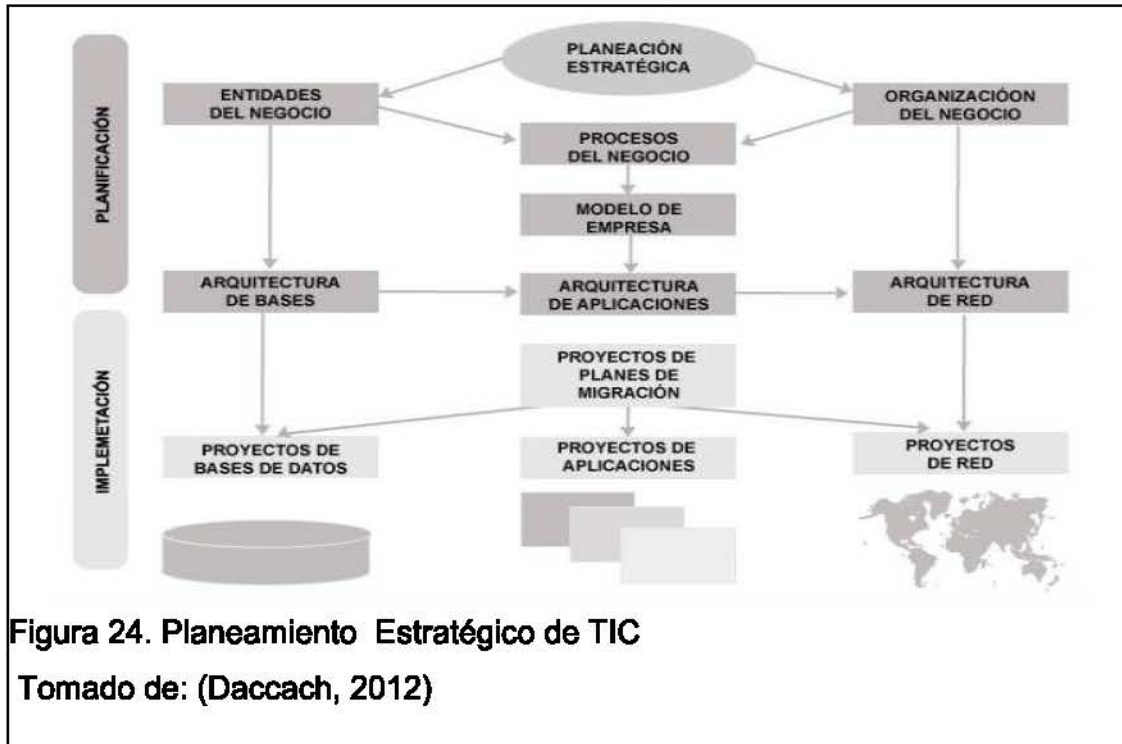 PLANIFICACIÓN
PLANEACIÓN
ESTRATÉGICA
ENTIDADES
DEL NEGOCIO
ORGANIZACIÓON
DEL NEGOCIO
PROCESOS
DEL NEGOCIO
MODELO DE
EMPRESA
ARQUITECTURA
DE BASES
ARQUITECTURA
DE APLICACIONES
ARQUITECTURA
DE RED
IMPLEMETACIÓN
PROYECTOS DE
PLANES DE
MIGRACIÓN
PROYECTOS DE
BASES DE DATOS
PROYECTOS DE
APLICACIONES
PROYECTOS
DE RED
Figura 24. Planeamiento Estratégico de TIC
Tomado de: (Daccach, 2012)